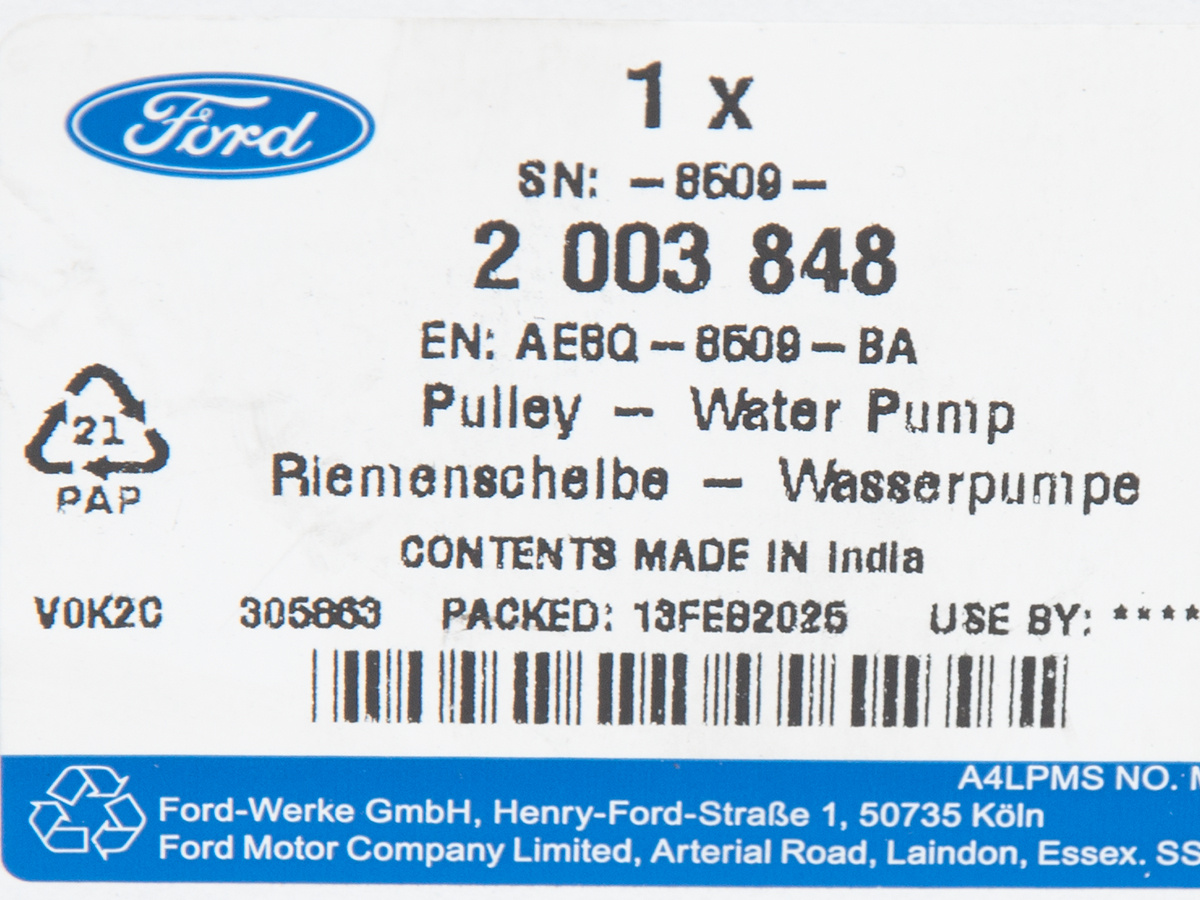 Ford
1 x
SN: -8509-
2 003 848
EN: AE8Q-8509-BA
Pulley - Water Pump
Riemenscheibe - Wasserpumpe
21
PAP
CONTENTS MADE IN India
V0K2C 305863 PACKED: 13FEB2025 USE BY: ****
A4LPMS NO.
Ford-Werke GmbH, Henry-Ford-Straße 1, 50735 Köln
Ford Motor Company Limited, Arterial Road, Laindon, Essex. SS